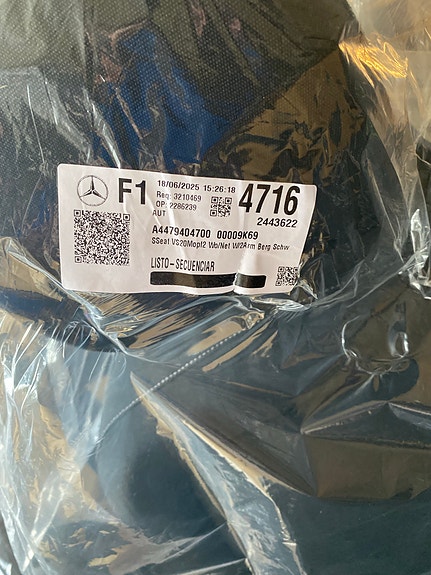 F1
18/06/2025 15:26:18
Req: 3210469
OP: 2286239
AUT
4716
2443622
A4479404700 00009K69
SSeat VS20Mopf2 Wb/Net W/2Arm Berg Schw
LISTO-SECUENCIAR